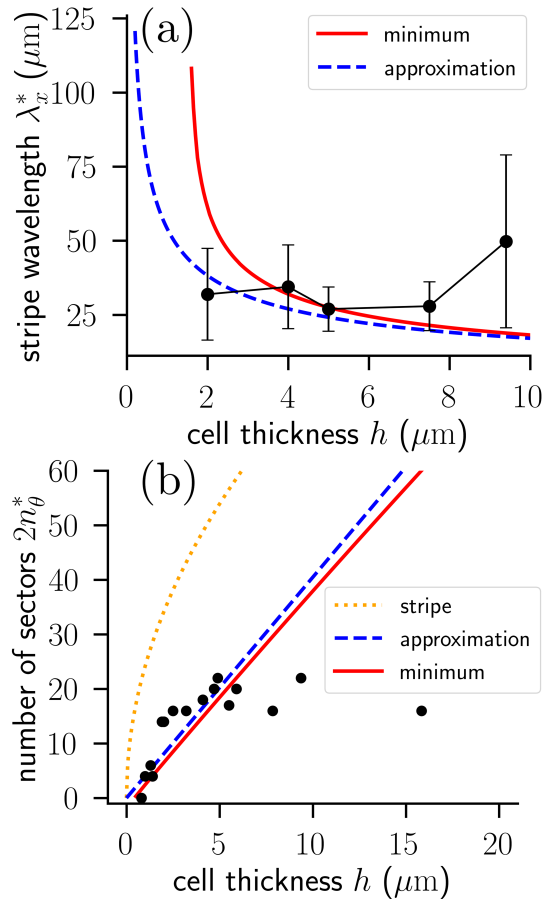 (a)
minimum
approximation
stripe wavelength λ*x (μm)
125
100
75
50
25
0 2 4 6 8 10
cell thickness h (μm)
(b)
number of sectors 2n*θ
60
50
40
30
20
10
0
stripe
approximation
minimum
0 5 10 15 20
cell thickness h (μm)